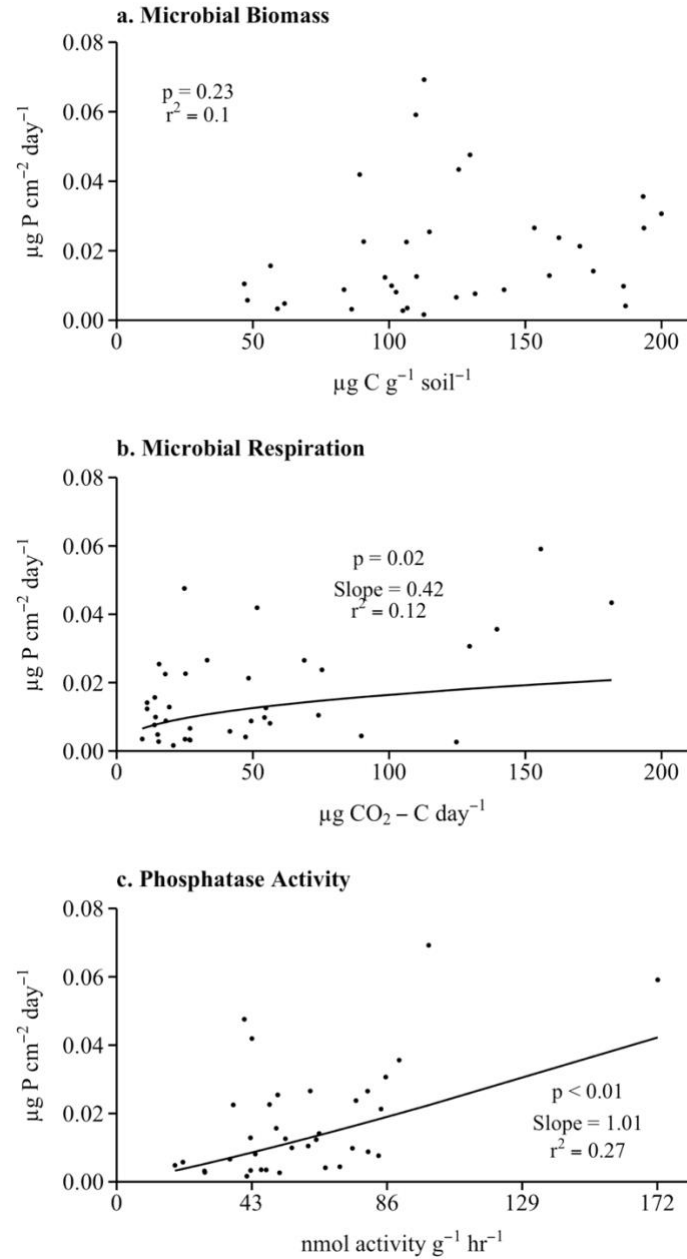 a. Microbial Biomass
0.08
0.06
0.04
0.02
0.00
µg P cm⁻² day⁻¹
p = 0.23
r² = 0.1
0 50 100 150 200
µg C g⁻¹ soil⁻¹
b. Microbial Respiration
0.08
0.06
0.04
0.02
0.00
µg P cm⁻² day⁻¹
p = 0.02
Slope = 0.42
r² = 0.12
0 50 100 150 200
µg CO₂ – C day⁻¹
c. Phosphatase Activity
0.08
0.06
0.04
0.02
0.00
µg P cm⁻² day⁻¹
p < 0.01
Slope = 1.01
r² = 0.27
0 43 86 129 172
nmol activity g⁻¹ hr⁻¹